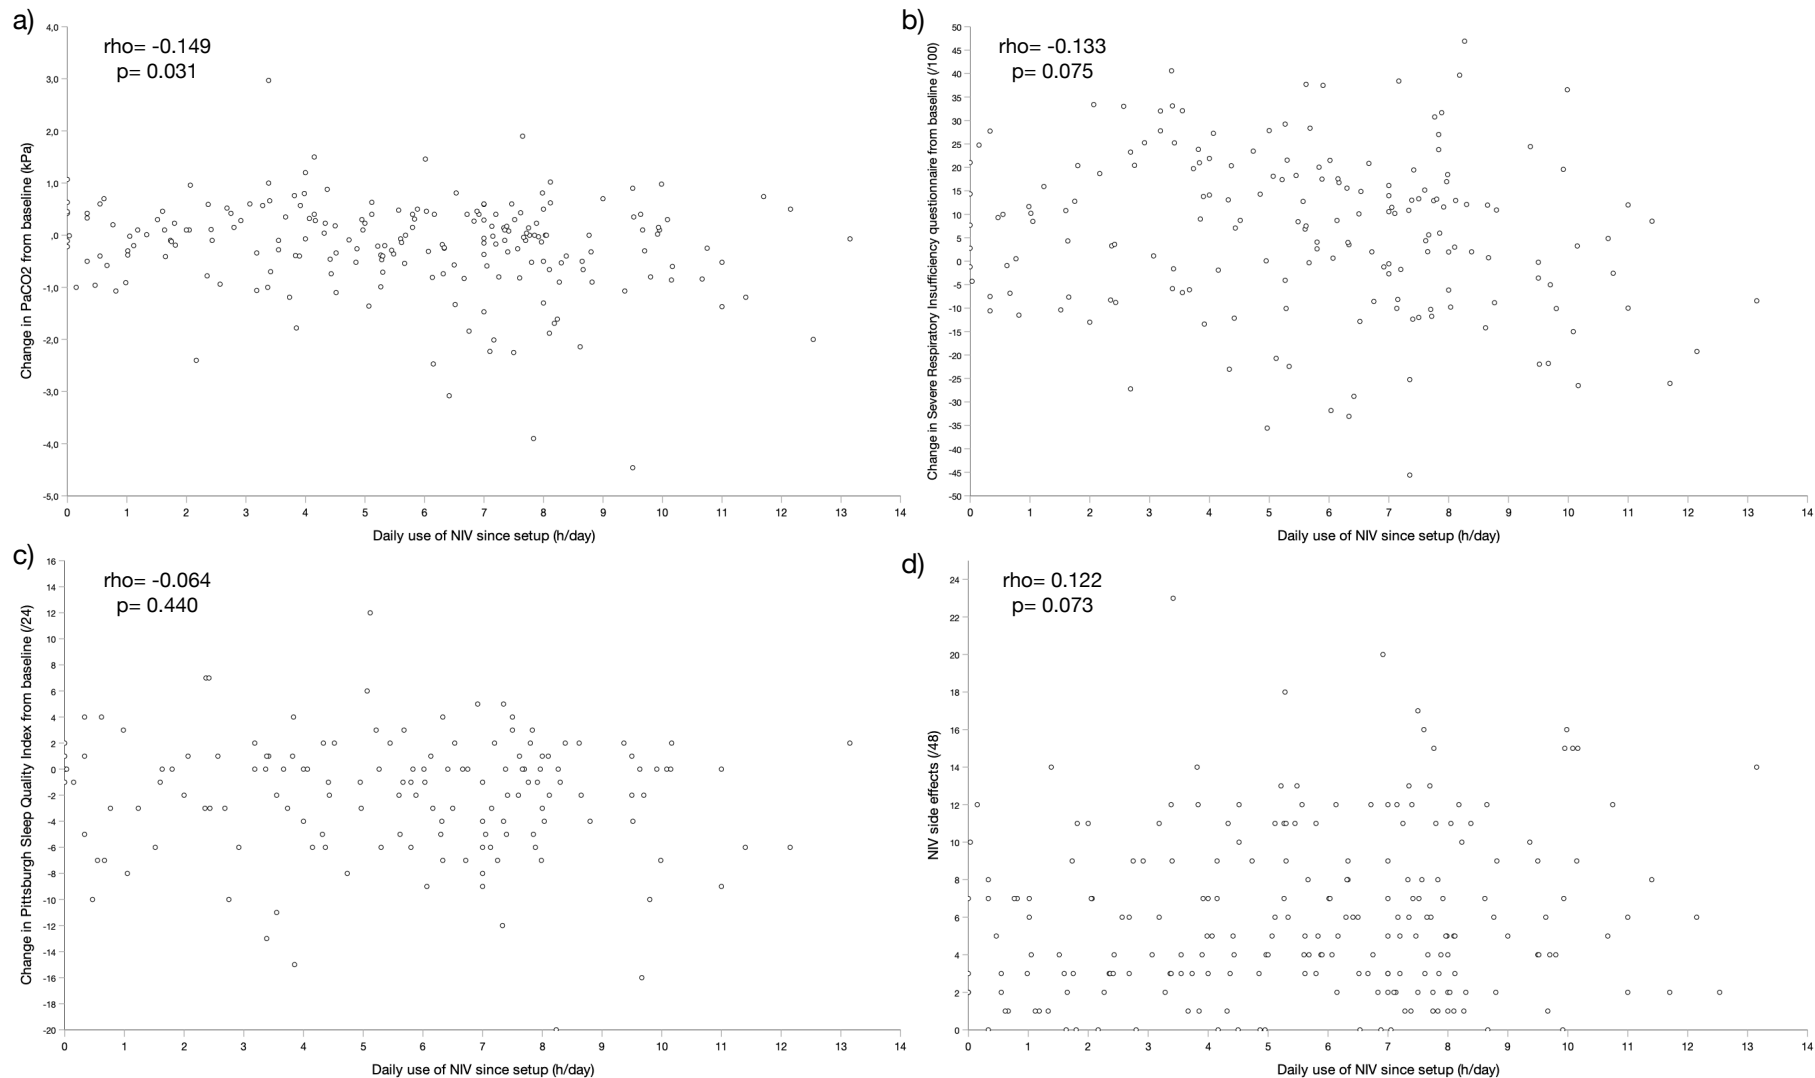 a)
rho= -0.149
p= 0.031
Change in PaCO2 from baseline (kPa)
4,0
3,0
2,0
1,0
,0
-1,0
-2,0
-3,0
-4,0
-5,0
0 1 2 3 4 5 6 7 8 9 10 11 12 13 14
Daily use of NIV since setup (h/day)
b)
rho= -0.133
p= 0.075
Change in Severe Respiratory Insufficiency questionnaire from baseline (/100)
50
45
40
35
30
25
20
15
10
5
0
-5
-10
-15
-20
-25
-30
-35
-40
-45
-50
0 1 2 3 4 5 6 7 8 9 10 11 12 13 14
Daily use of NIV since setup (h/day)
c)
rho= -0.064
p= 0.440
Change in Pittsburgh Sleep Quality Index from baseline (/24)
16
14
12
10
8
6
4
2
0
-2
-4
-6
-8
-10
-12
-14
-16
-18
-20
0 1 2 3 4 5 6 7 8 9 10 11 12 13 14
Daily use of NIV since setup (h/day)
d)
rho= 0.122
p= 0.073
NIV side effects (/48)
24
22
20
18
16
14
12
10
8
6
4
2
0
0 1 2 3 4 5 6 7 8 9 10 11 12 13 14
Daily use of NIV since setup (h/day)